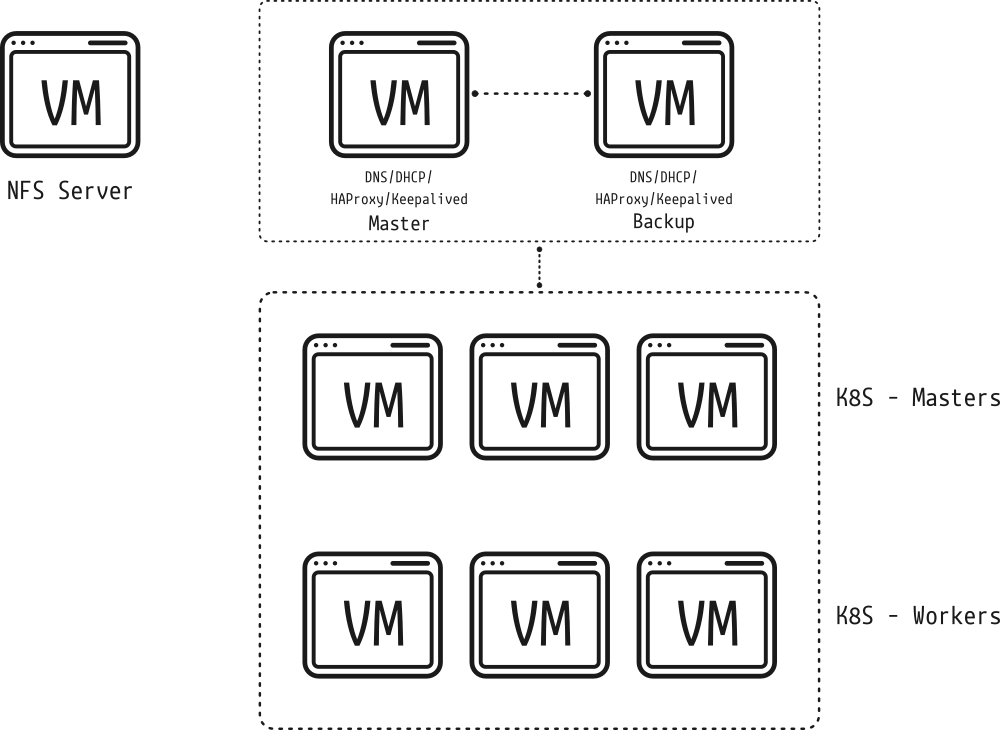 VM
NFS Server
VM
DNS/DHCP/
HAProxy/Keepalived
Master
VM
DNS/DHCP/
HAProxy/Keepalived
Backup
VM VM VM
K8S - Masters
VM VM VM
K8S - Workers